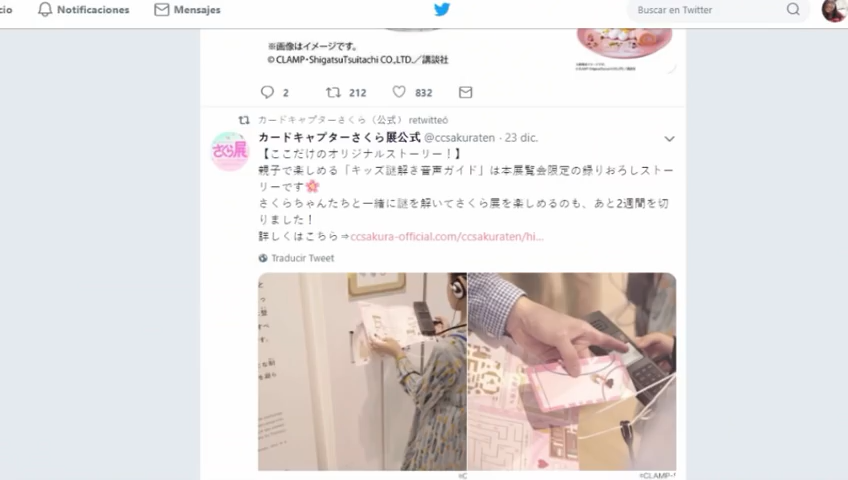 cio
Notificaciones
Mensajes
Buscar en Twitter
※画像はイメージです。
© CLAMP・ShigatsuTsuitachi CO.,LTD.／講談社
2
212
832
カードキャプターさくら（公式） retwitteó
さくら展
カードキャプターさくら展公式 @ccsakuraten · 23 dic.
【ここだけのオリジナルストーリー！】
親子で楽しめる「キッズ謎解き音声ガイド」は本展覧会限定の録りおろしストー
リーです🌸
さくらちゃんたちと一緒に謎を解いてさくら展を楽しめるのも、あと2週間を切
りました！
詳しくはこちら⇒ccsakura-official.com/ccsakuraten/hi...
Traducir Tweet
©C
©CLAMP・